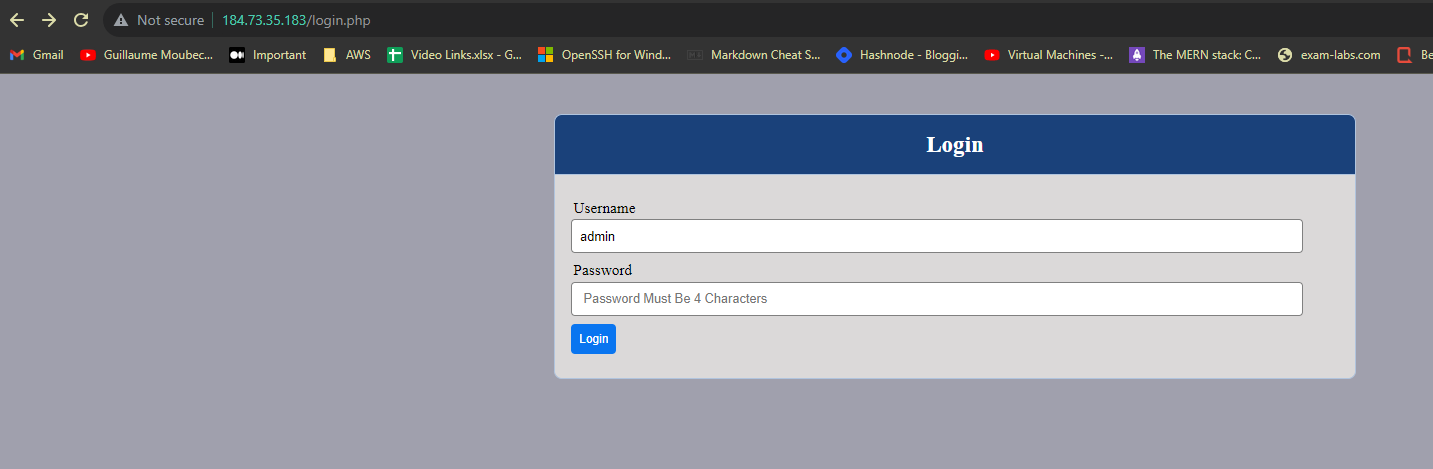 Not secure 184.73.35.183/login.php
Gmail Guillaume Moubec... Important AWS Video Links.xlsx - G... OpenSSH for Wind... Markdown Cheat S... Hashnode - Bloggi... Virtual Machines -... The MERN stack: C... exam-labs.com Be
Login
Username
admin
Password
Password Must Be 4 Characters
Login